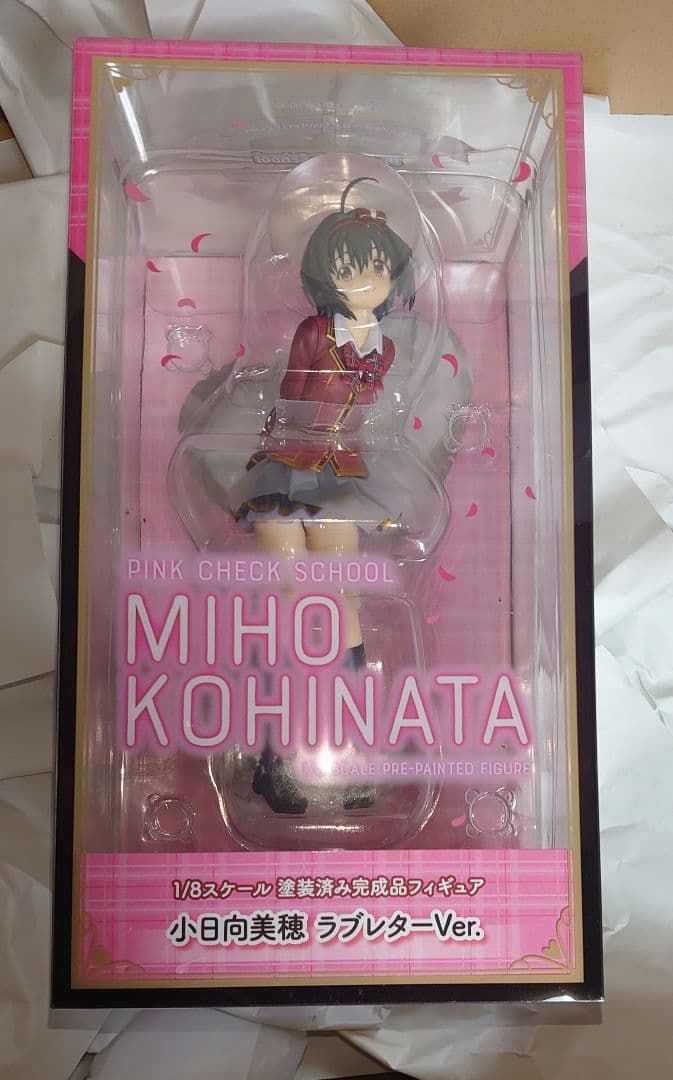 PINK CHECK SCHOOL
MIHO
KOHINATA
SCALE PRE-PAINTED FIGURE
1/8スケール 塗装済み完成品フィギュア
小日向美穂 ラブレターVer.